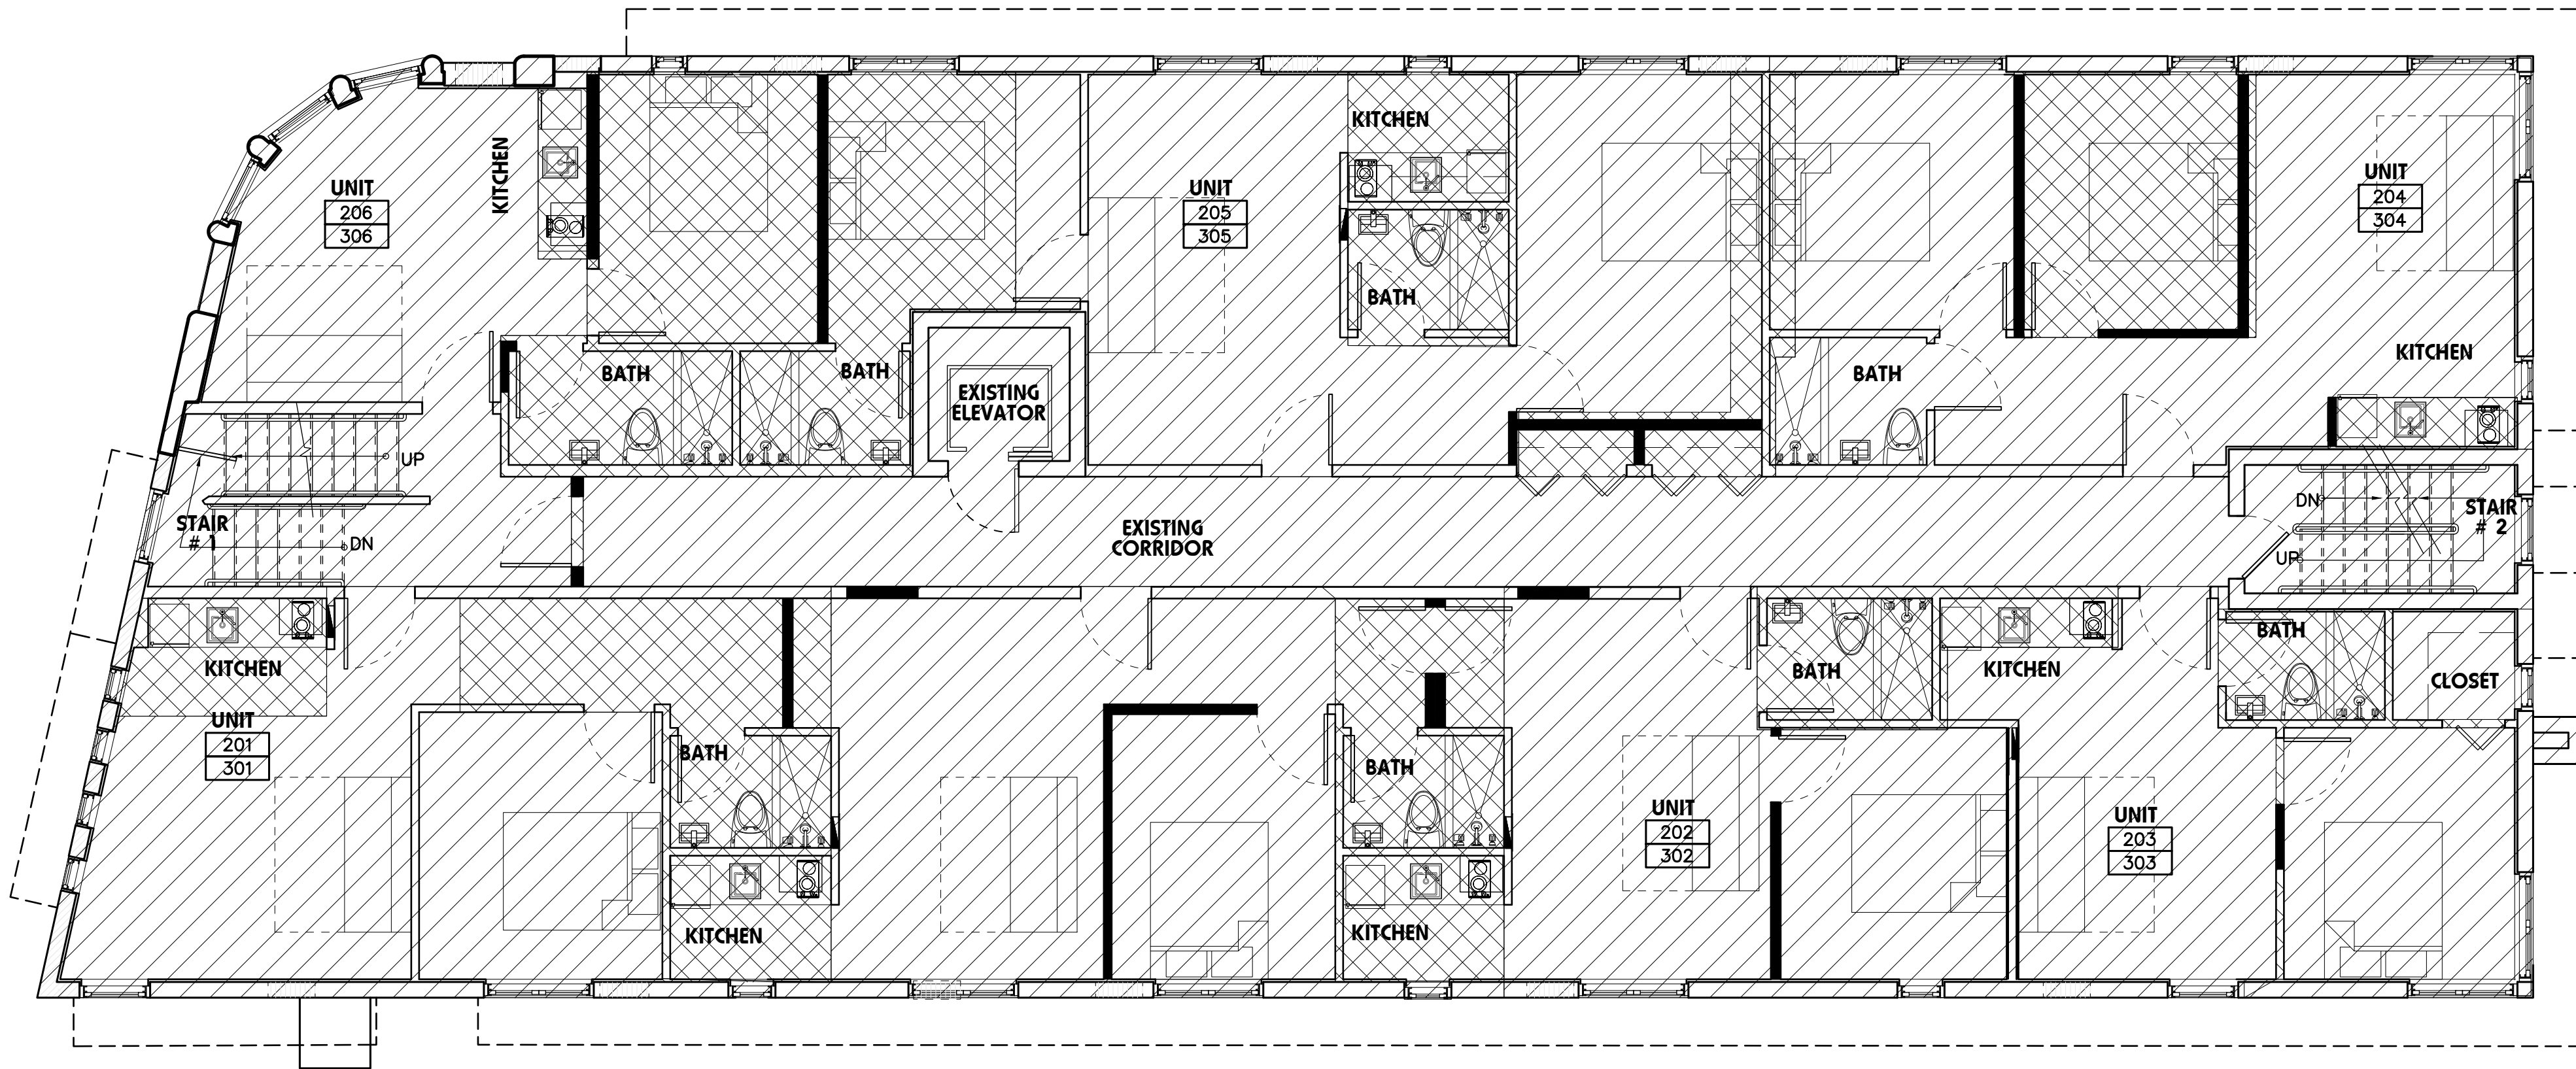 KITCHEN
UNIT
206
306
BATH
BATH
EXISTING
ELEVATOR
UNIT
205
305
KITCHEN
BATH
BATH
UNIT
204
304
KITCHEN
UP
STAIR
# 1
DN
EXISTING
CORRIDOR
DN
STAIR
# 2
UP
KITCHEN
UNIT
201
301
BATH
KITCHEN
BATH
KITCHEN
UNIT
202
302
BATH
KITCHEN
UNIT
203
303
BATH
CLOSET